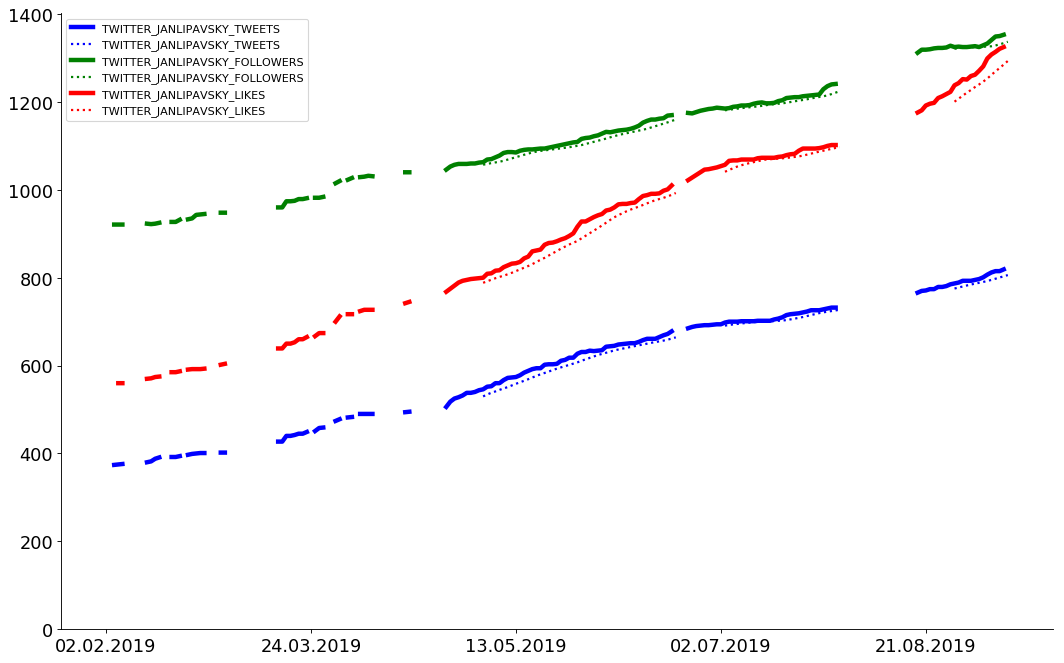 1400
1200
1000
800
600
400
200
0
TWITTER_JANLIPAVSKY_TWEETS
TWITTER_JANLIPAVSKY_TWEETS
TWITTER_JANLIPAVSKY_FOLLOWERS
TWITTER_JANLIPAVSKY_FOLLOWERS
TWITTER_JANLIPAVSKY_LIKES
TWITTER_JANLIPAVSKY_LIKES
02.02.2019 24.03.2019 13.05.2019 02.07.2019 21.08.2019